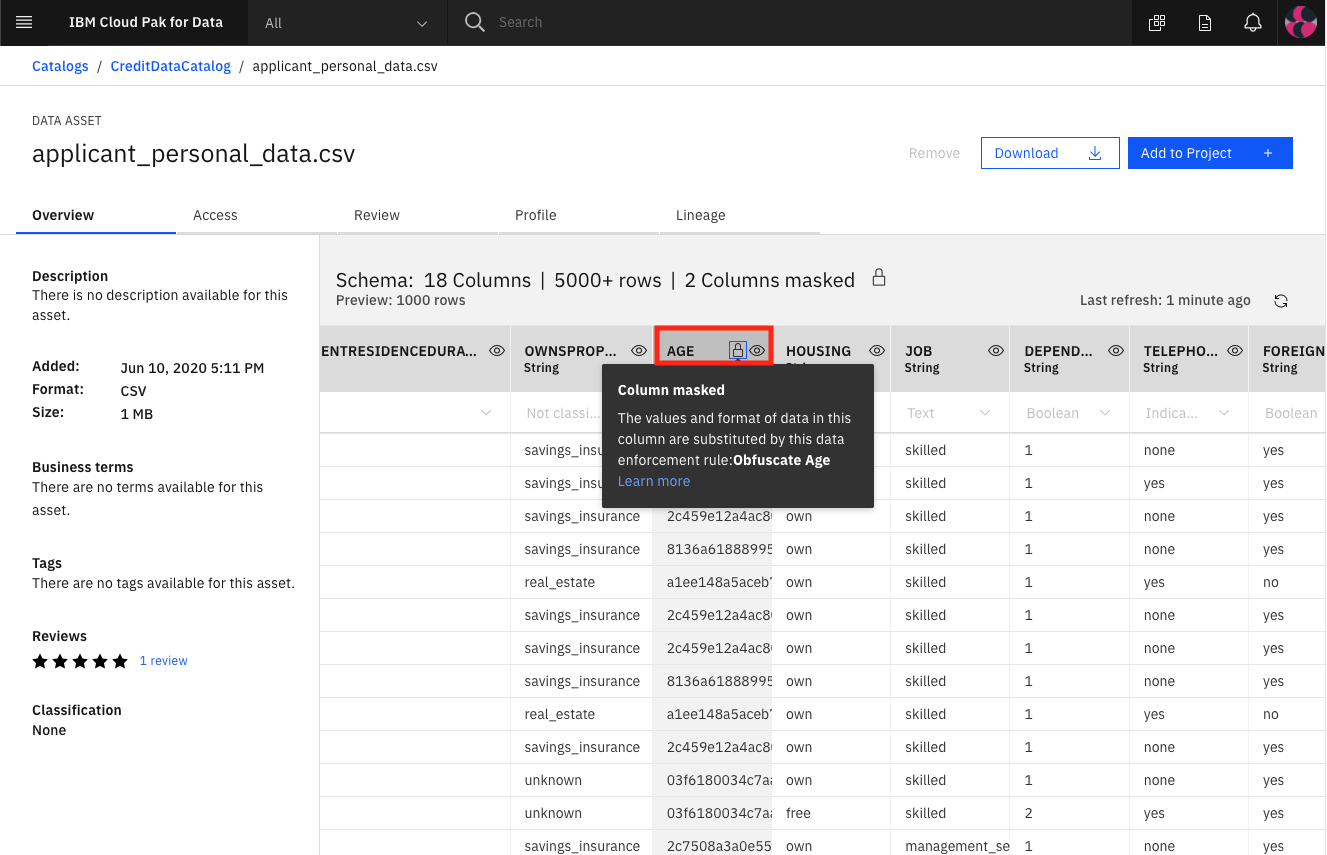 IBM Cloud Pak for Data
All
Search
Catalogs / CreditDataCatalog / applicant_personal_data.csv
DATA ASSET
applicant_personal_data.csv
Remove
Download
Add to Project +
Overview Access Review Profile Lineage
Description
There is no description available for this
asset.
Added: Jun 10, 2020 5:11 PM
Format: CSV
Size: 1 MB
Business terms
There are no terms available for this
asset.
Tags
There are no tags available for this asset.
Reviews
1 review
Classification
None
Schema: 18 Columns | 5000+ rows | 2 Columns masked
Preview: 1000 rows
Last refresh: 1 minute ago
ENTRESIDENCEDURA... OWNSPROP... AGE HOUSING JOB DEPEND... TELEPHO... FOREIGN
String String String String String
Not classi... Text Boolean Indica... Boolean
Column masked
The values and format of data in this
column are substituted by this data
enforcement rule:Obfuscate Age
Learn more
savings_insu skilled 1 none yes
savings_insu skilled 1 yes yes
savings_insurance 2c459e12a4ac80 own skilled 1 none yes
savings_insurance 8136a61888995 own skilled 1 none yes
real_estate a1ee148a5aceb7 own skilled 1 yes no
savings_insurance 2c459e12a4ac80 own skilled 1 none yes
savings_insurance 2c459e12a4ac80 own skilled 1 none yes
savings_insurance 8136a61888995 own skilled 1 none yes
real_estate a1ee148a5aceb7 own skilled 1 yes no
savings_insurance 2c459e12a4ac80 own skilled 1 none yes
unknown 03f6180034c7aa own skilled 1 none yes
unknown 03f6180034c7aa free skilled 2 yes yes
savings_insurance 2c7508a3a0e55 own management_se 1 none yes